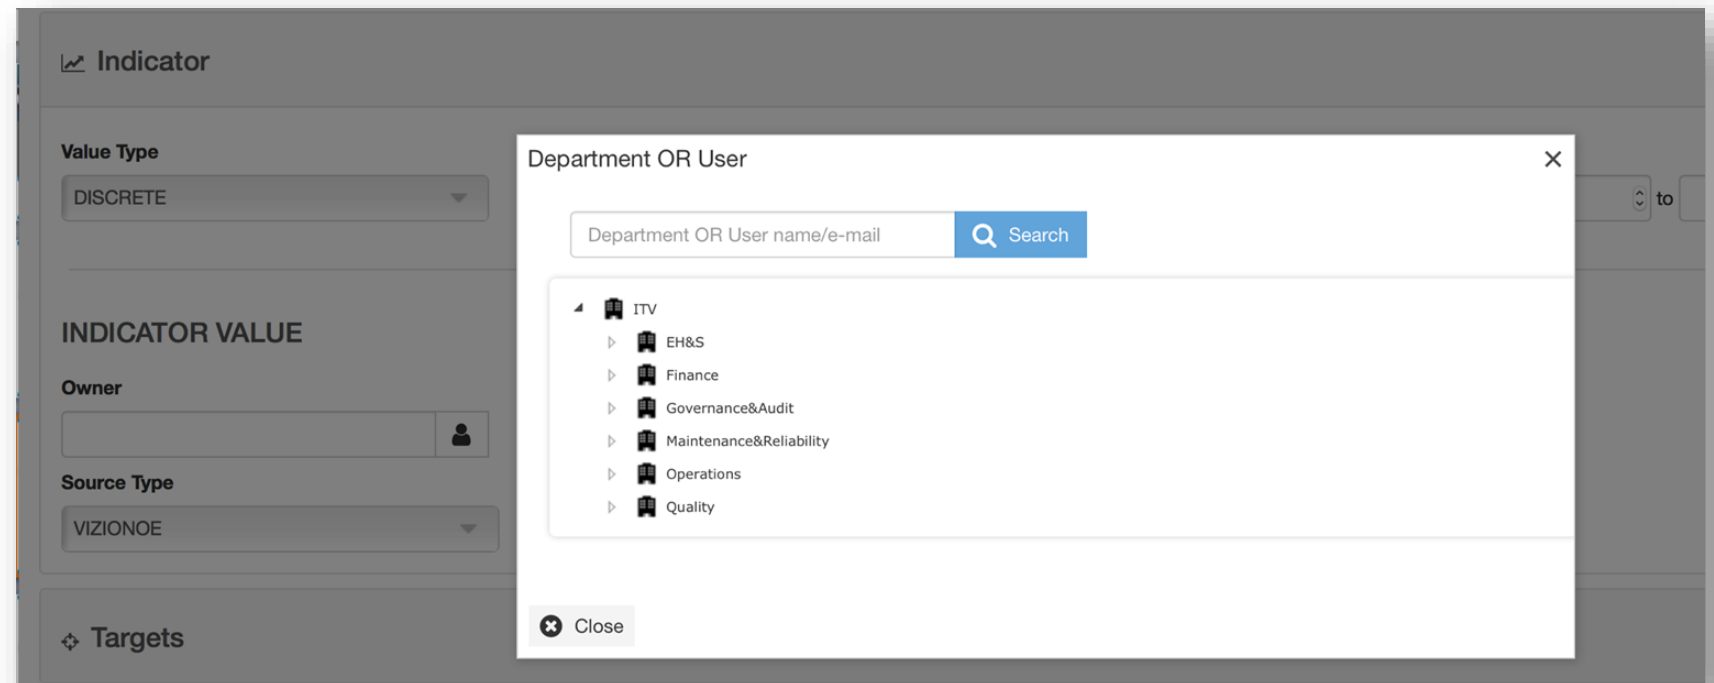 Indicator
Value Type
DISCRETE
to
INDICATOR VALUE
Owner
Source Type
VIZIONOE
Targets
Department OR User
Department OR User name/e-mail
Search
ITV
EH&S
Finance
Governance&Audit
Maintenance&Reliability
Operations
Quality
Close